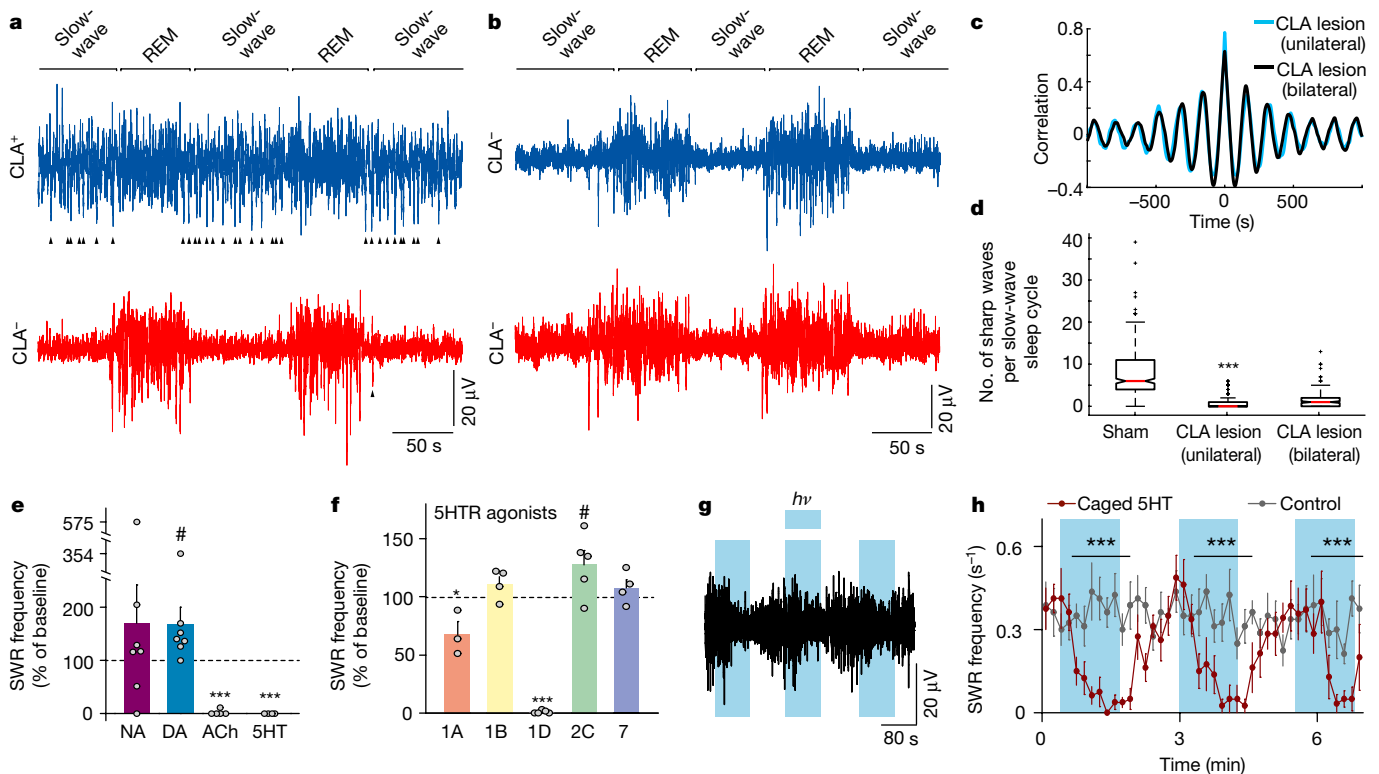 a
Slow-wave
REM
Slow-wave
REM
Slow-wave
CLA+
CLA−
20 µV
50 s
b
Slow-wave
REM
Slow-wave
REM
Slow-wave
CLA−
CLA−
20 µV
50 s
c
CLA lesion
(unilateral)
CLA lesion
(bilateral)
Correlation
0.8
0.4
0
−0.4
−500
0
500
Time (s)
d
No. of sharp waves
per slow-wave
sleep cycle
40
30
20
10
0
***
Sham
CLA lesion
(unilateral)
CLA lesion
(bilateral)
e
SWR frequency
(% of baseline)
575
354
200
100
0
#
***
***
NA
DA
ACh
5HT
f
5HTR agonists
SWR frequency
(% of baseline)
150
100
50
0
*
***
#
1A
1B
1D
2C
7
g
hν
20 µV
80 s
h
Caged 5HT
Control
SWR frequency (s−1)
0.6
0.3
0
***
***
***
0
3
6
Time (min)